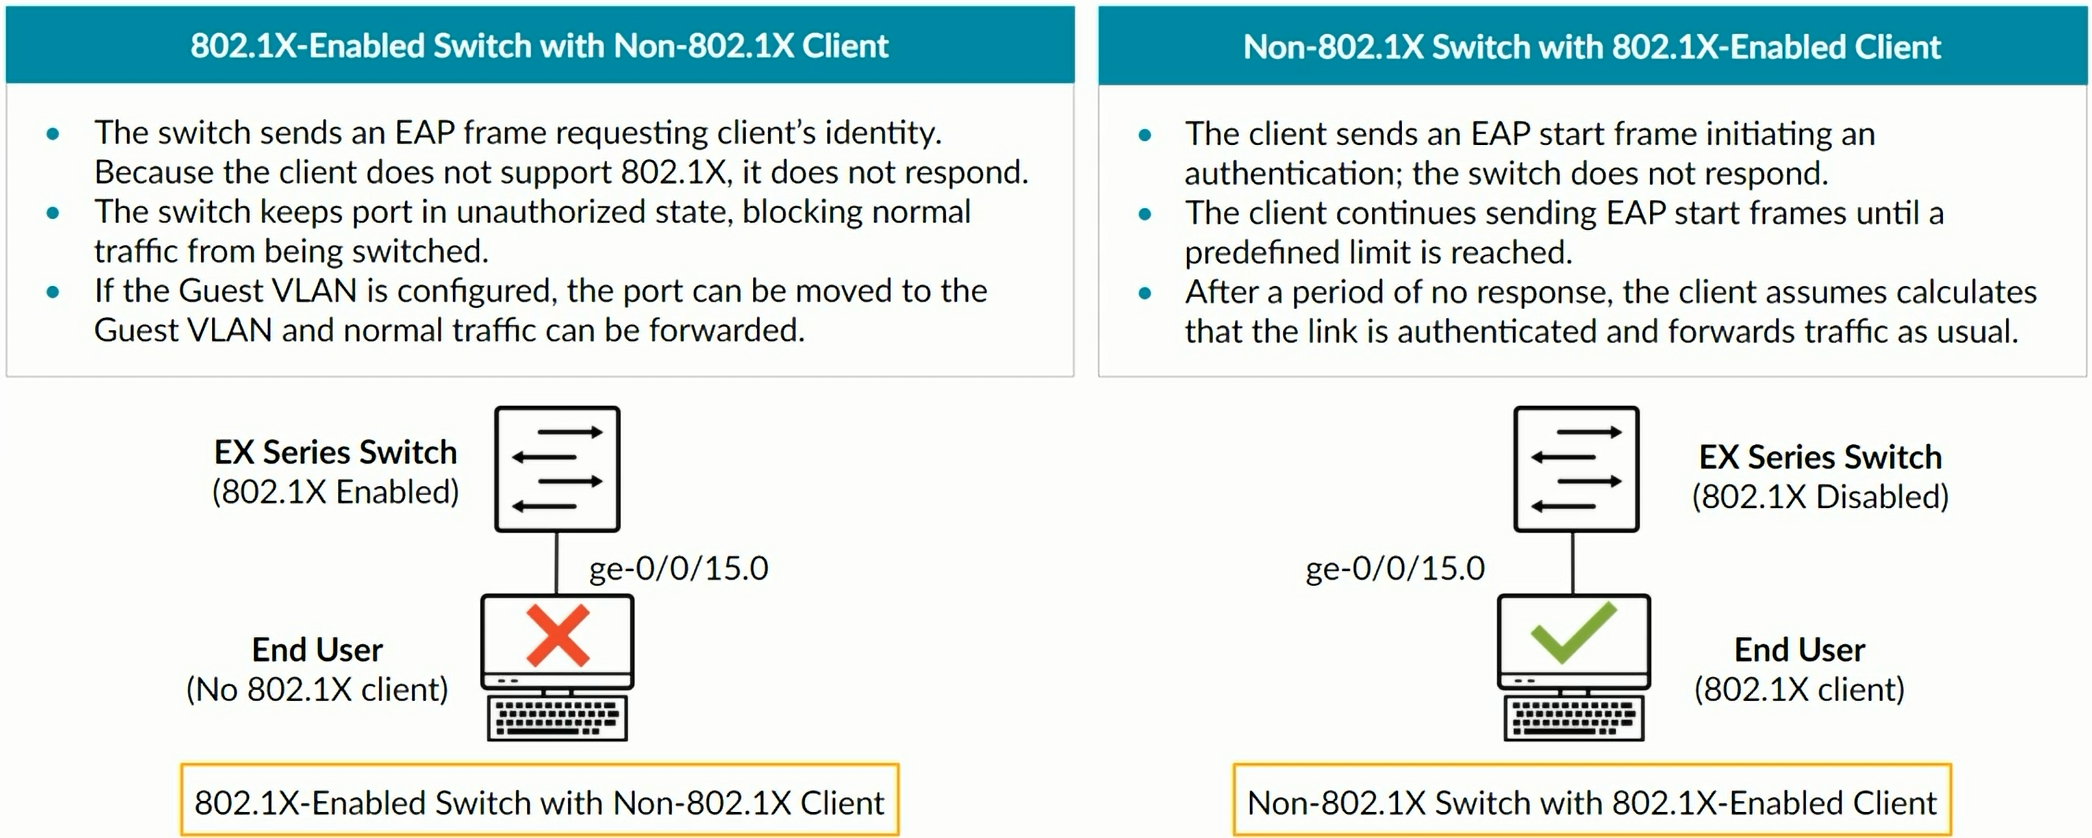 802.1X-Enabled Switch with Non-802.1X Client
The switch sends an EAP frame requesting client's identity.
Because the client does not support 802.1X, it does not respond.
The switch keeps port in unauthorized state, blocking normal
traffic from being switched.
If the Guest VLAN is configured, the port can be moved to the
Guest VLAN and normal traffic can be forwarded.
Non-802.1X Switch with 802.1X-Enabled Client
The client sends an EAP start frame initiating an
authentication; the switch does not respond.
The client continues sending EAP start frames until a
predefined limit is reached.
After a period of no response, the client assumes calculates
that the link is authenticated and forwards traffic as usual.
EX Series Switch
(802.1X Enabled)
ge-0/0/15.0
End User
(No 802.1X client)
802.1X-Enabled Switch with Non-802.1X Client
EX Series Switch
(802.1X Disabled)
ge-0/0/15.0
End User
(802.1X client)
Non-802.1X Switch with 802.1X-Enabled Client